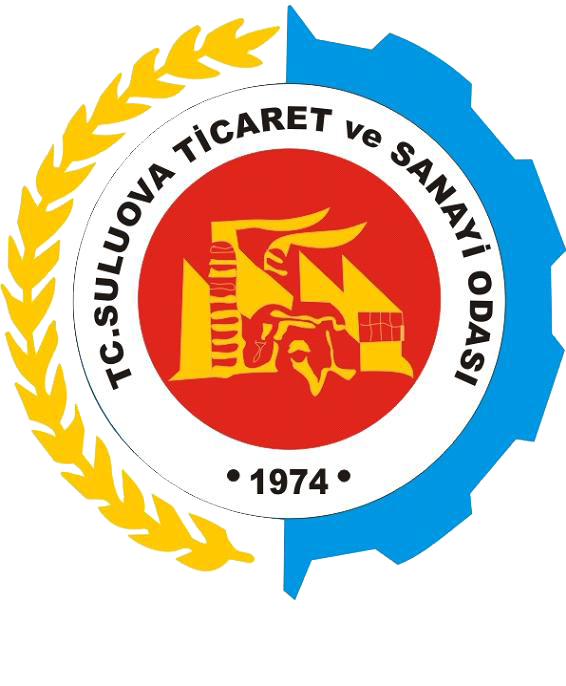 TC.SULUOVA TİCARET ve SANAYİ ODASI
• 1974 •